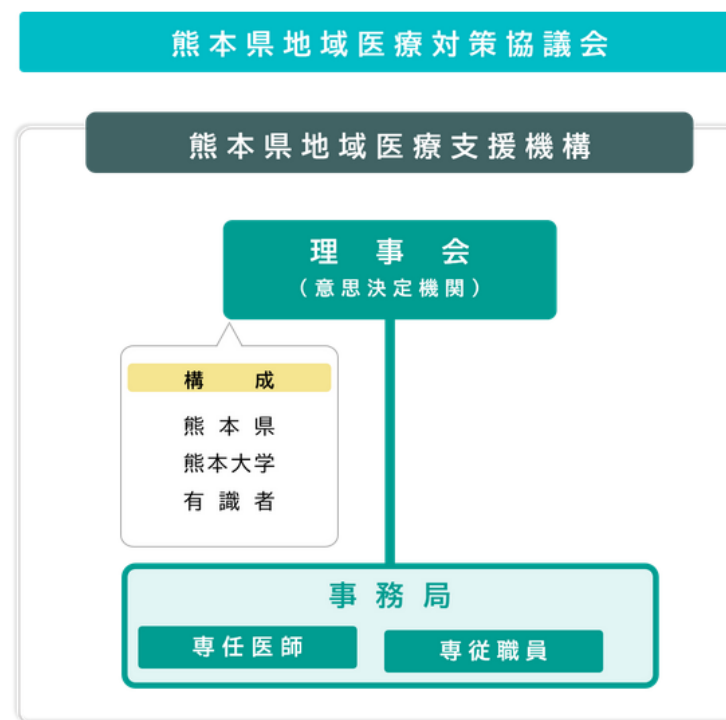 熊本県地域医療対策協議会
熊本県地域医療支援機構
理事会
(意思決定機関)
構成
熊本県
熊本大学
有識者
事務局
専任医師
専従職員